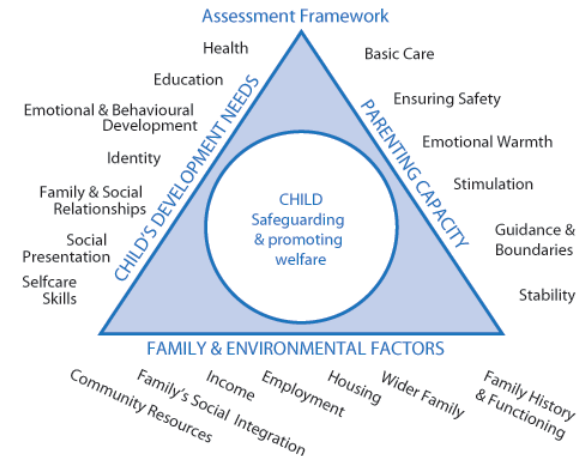 Assessment Framework
Health
Education
Emotional & Behavioural
Development
Identity
Family & Social
Relationships
Social
Presentation
Selfcare
Skills
CHILD'S DEVELOPMENT NEEDS
CHILD
Safeguarding
& promoting
welfare
PARENTING CAPACITY
Basic Care
Ensuring Safety
Emotional Warmth
Stimulation
Guidance &
Boundaries
Stability
FAMILY & ENVIRONMENTAL FACTORS
Community Resources
Family's Social Integration
Income
Employment
Housing
Wider Family
Family History
& Functioning